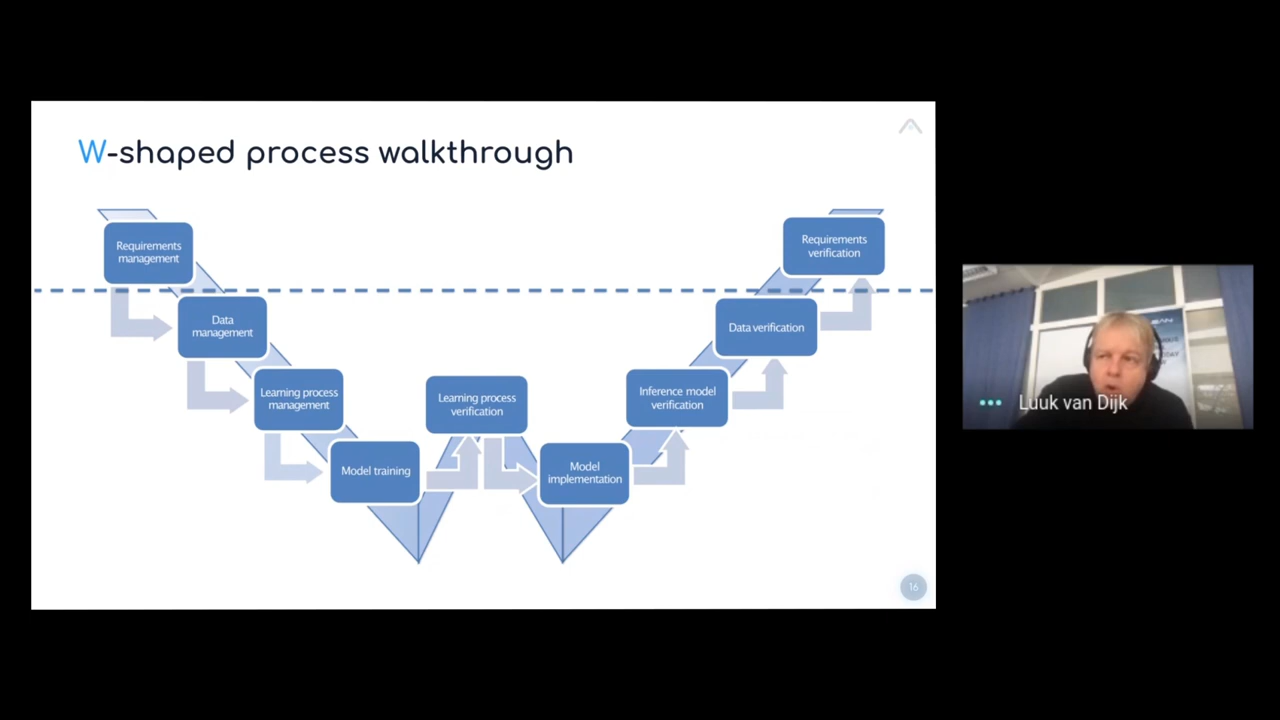 W-shaped process walkthrough
Requirements
management
Requirements
verification
Data
management
Data verification
Learning process
management
Learning process
verification
Inference model
verification
Model training
Model
implementation
16
Luuk van Dijk